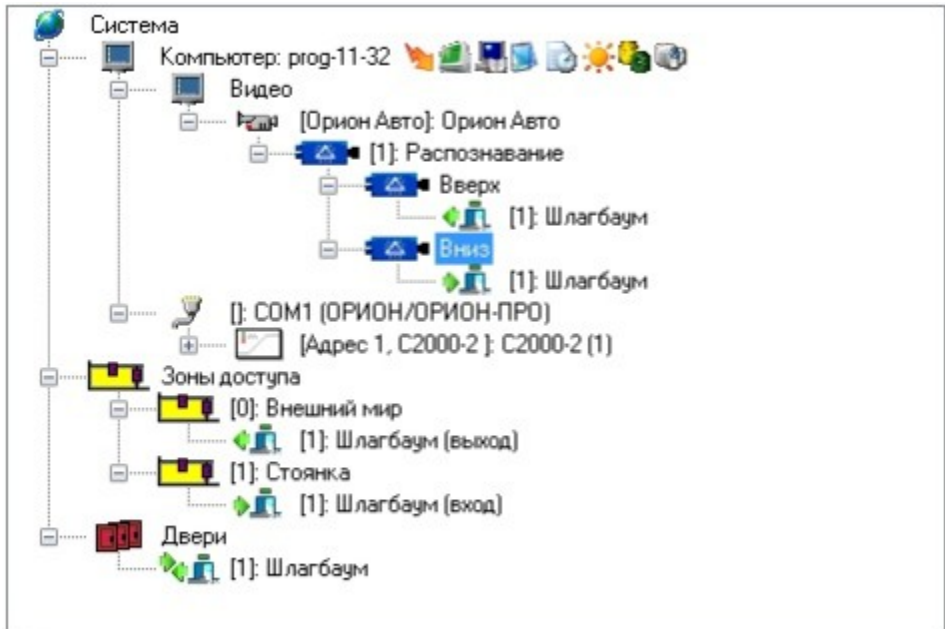 Система
Компьютер: prog-11-32
Видео
[Орион Авто]: Орион Авто
[1]: Распознавание
Вверх
[1]: Шлагбаум
Вниз
[1]: Шлагбаум
[]: COM1 (ОРИОН/ОРИОН-ПРО)
[Адрес 1, С2000-2 ]: С2000-2 (1)
Зоны доступа
[0]: Внешний мир
[1]: Шлагбаум (выход)
[1]: Стоянка
[1]: Шлагбаум (вход)
Двери
[1]: Шлагбаум